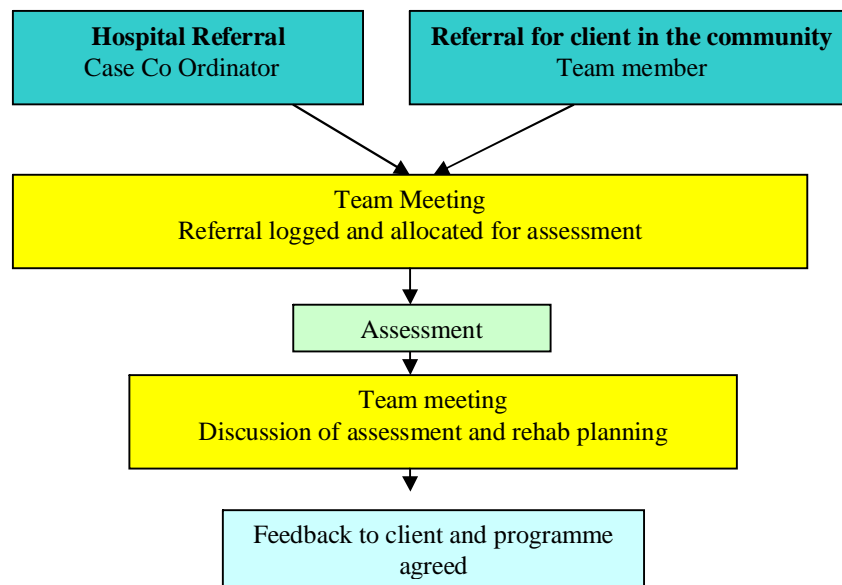 Hospital Referral
Case Co Ordinator
Referral for client in the community
Team member
Team Meeting
Referral logged and allocated for assessment
Assessment
Team meeting
Discussion of assessment and rehab planning
Feedback to client and programme
agreed